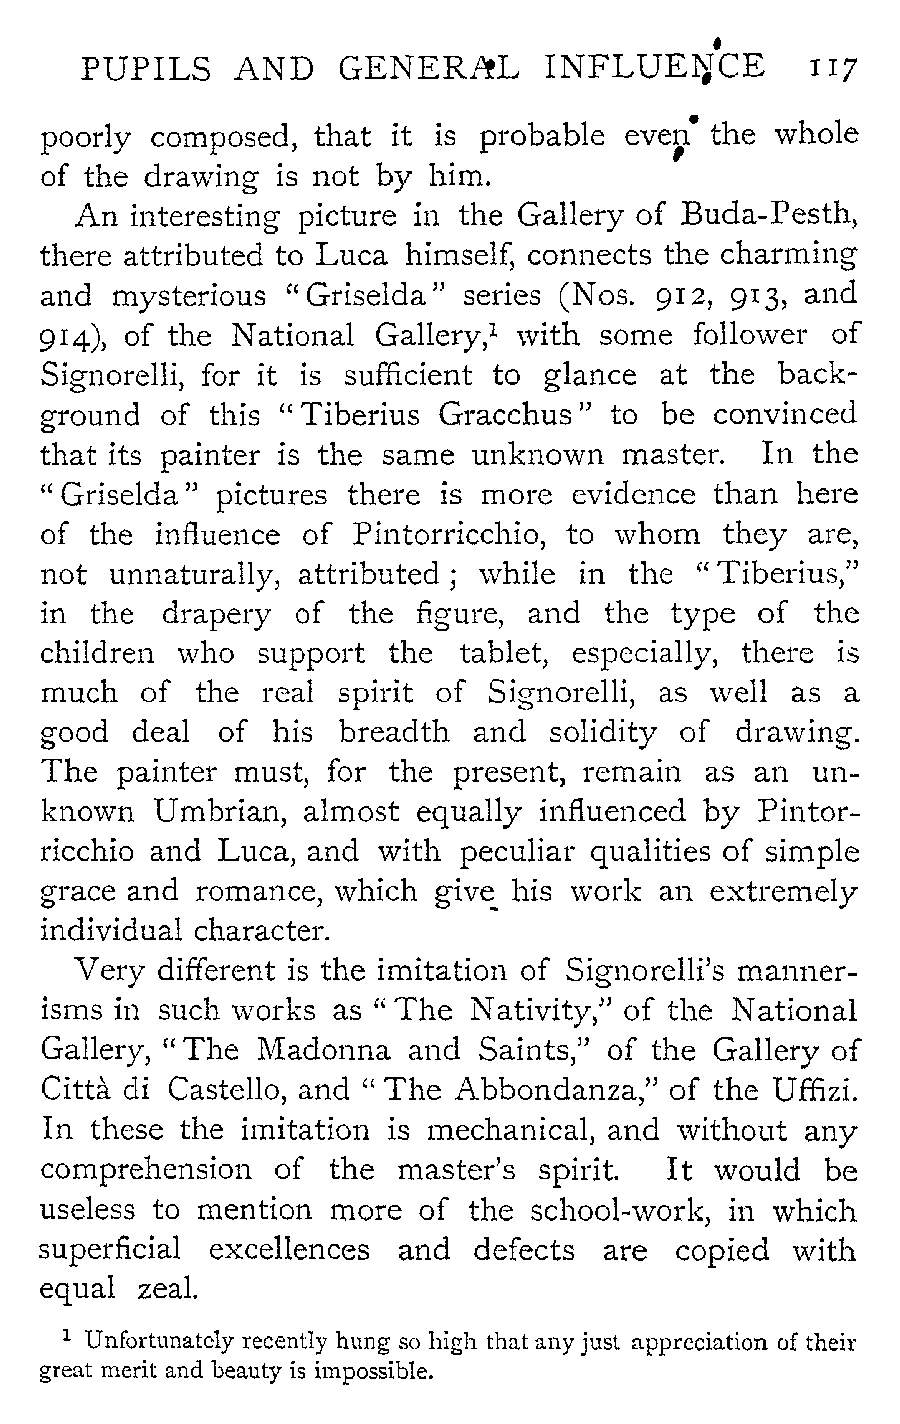 PUPILS AND GENERAL INFLUENCE 117
poorly composed, that it is probable even the whole
of the drawing is not by him.
An interesting picture in the Gallery of Buda-Pesth,
there attributed to Luca himself, connects the charming
and mysterious “Griselda” series (Nos. 912, 913, and
914), of the National Gallery,¹ with some follower of
Signorelli, for it is sufficient to glance at the back-
ground of this “Tiberius Gracchus” to be convinced
that its painter is the same unknown master. In the
“Griselda” pictures there is more evidence than here
of the influence of Pintorricchio, to whom they are,
not unnaturally, attributed; while in the “Tiberius,”
in the drapery of the figure, and the type of the
children who support the tablet, especially, there is
much of the real spirit of Signorelli, as well as a
good deal of his breadth and solidity of drawing.
The painter must, for the present, remain as an un-
known Umbrian, almost equally influenced by Pintor-
ricchio and Luca, and with peculiar qualities of simple
grace and romance, which give his work an extremely
individual character.
Very different is the imitation of Signorelli’s manner-
isms in such works as “The Nativity,” of the National
Gallery, “The Madonna and Saints,” of the Gallery of
Città di Castello, and “The Abbondanza,” of the Uffizi.
In these the imitation is mechanical, and without any
comprehension of the master’s spirit. It would be
useless to mention more of the school-work, in which
superficial excellences and defects are copied with
equal zeal.
¹ Unfortunately recently hung so high that any just appreciation of their
great merit and beauty is impossible.